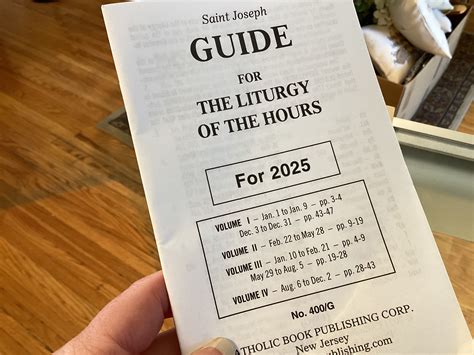 Saint Joseph
GUIDE
FOR
THE LITURGY
OF THE HOURS
For 2025
VOLUME I – Jan. 1 to Jan. 9 – pp. 3-4
Dec. 3 to Dec. 31 – pp. 43-47
VOLUME II – Feb. 22 to May 28 – pp. 9-19
VOLUME III – Jan. 10 to Feb. 21 – pp. 4-9
May 29 to Aug. 5 – pp. 19-28
VOLUME IV – Aug. 6 to Dec. 2 – pp. 28-43
No. 400/G
ATHOLIC BOOK PUBLISHING CORP.
New Jersey
publishing.com